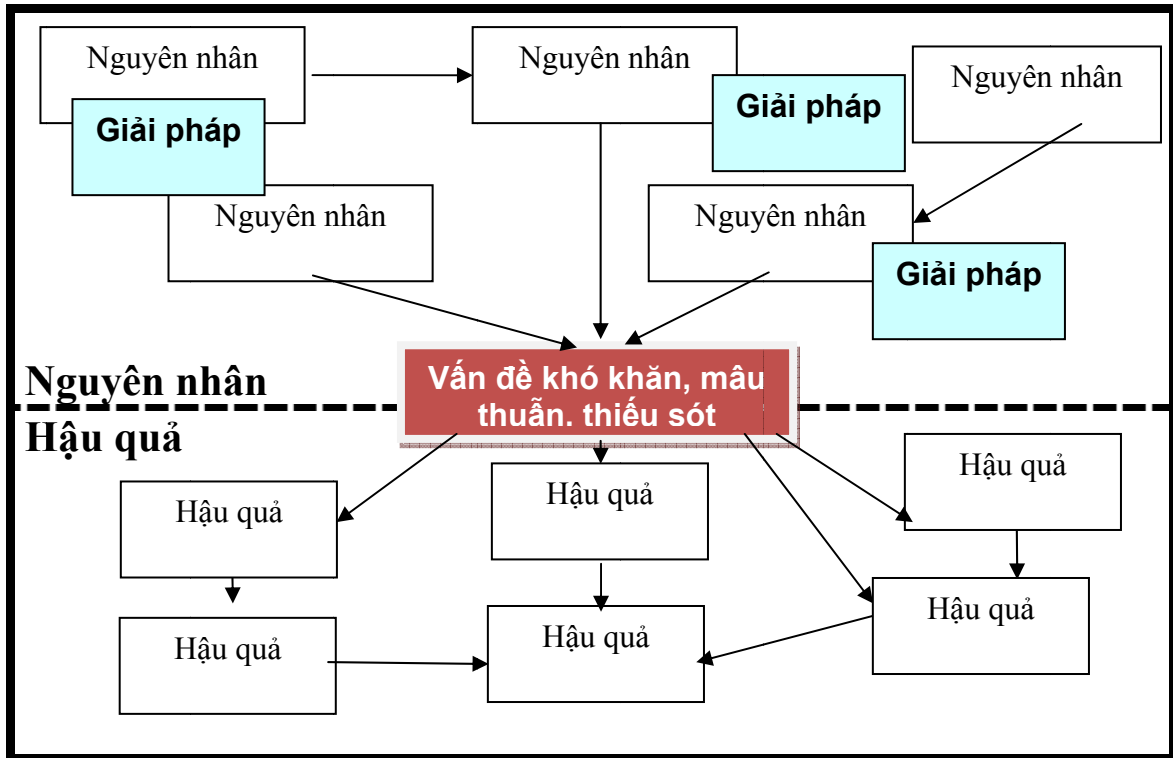 Nguyên nhân
Nguyên nhân
Nguyên nhân
Giải pháp
Giải pháp
Nguyên nhân
Nguyên nhân
Giải pháp
Vấn đề khó khăn, mâu
thuẫn. thiếu sót
Nguyên nhân
Hậu quả
Hậu quả
Hậu quả
Hậu quả
Hậu quả
Hậu quả
Hậu quả